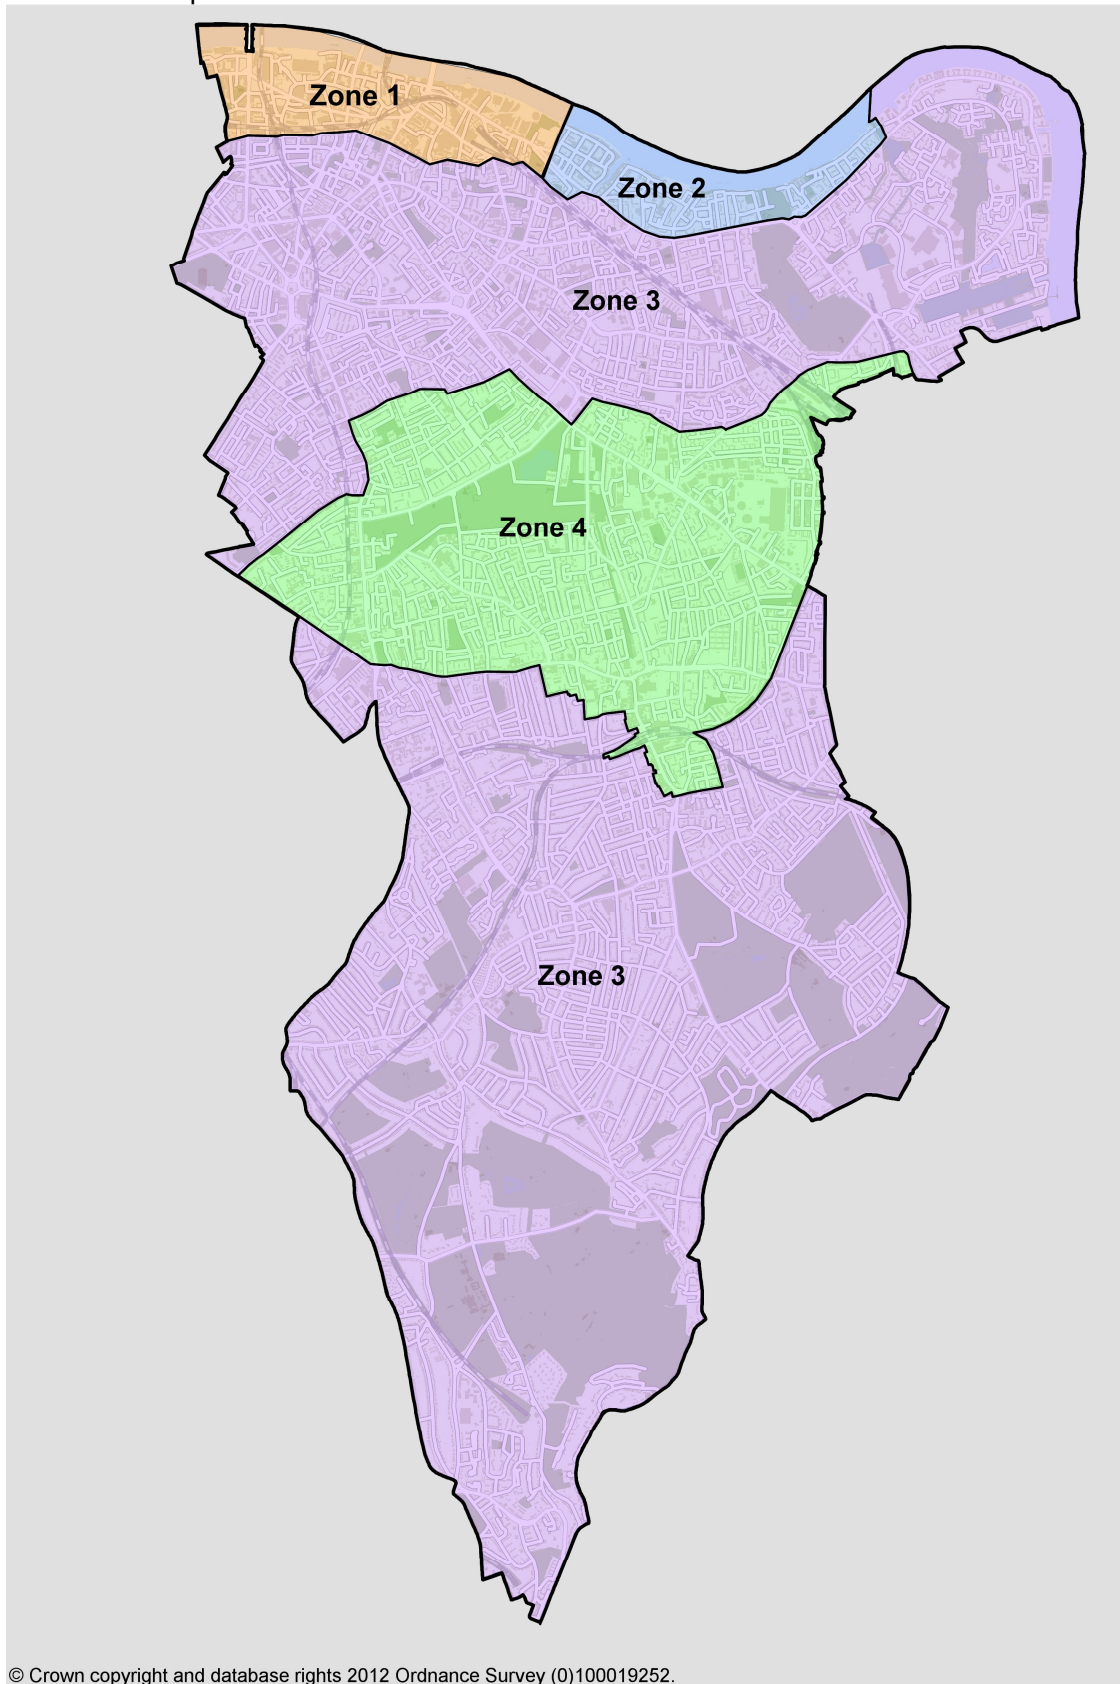 Zone 1
Zone 2
Zone 3
Zone 4
Zone 3
© Crown copyright and database rights 2012 Ordnance Survey (0)100019252.